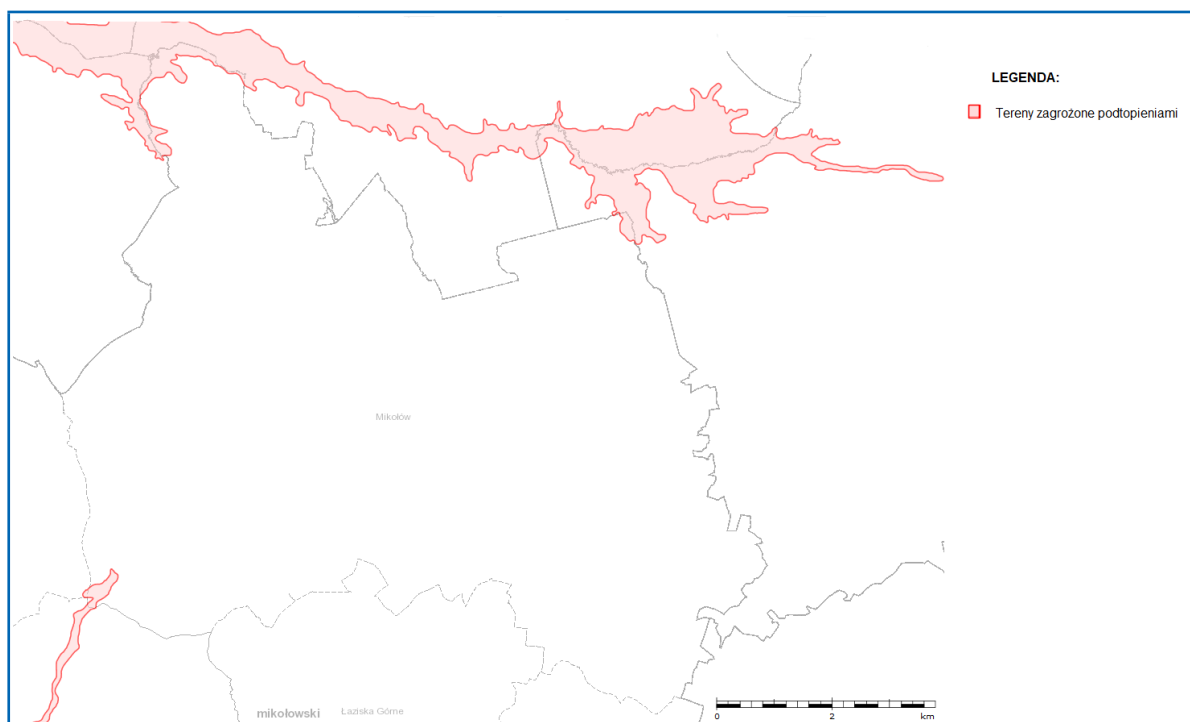 LEGENDA:
Tereny zagrożone podtopieniami
Mikołów
mikołowski
Łaziska Górne
0
2
km